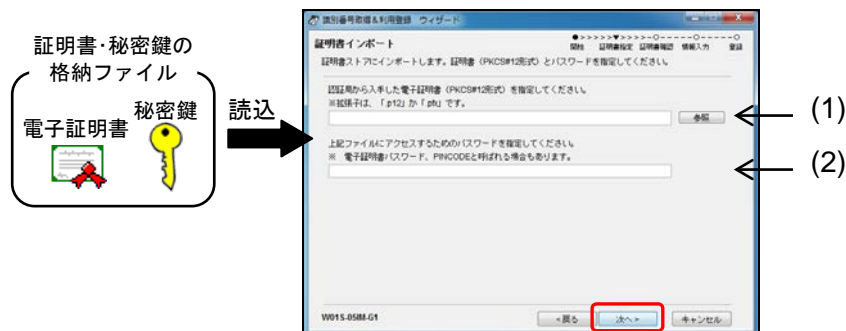 証明書・秘密鍵の
格納ファイル
電子証明書
秘密鍵
読込
識別番号取得&利用登録 ウィザード
証明書インポート
●>>>>>▼>>>>-○-----○-----○
開始 証明書指定 証明書確認 情報入力 登録
証明書ストアにインポートします。証明書（PKCS#12形式）とパスワードを指定してください。
認証局から入手した電子証明書（PKCS#12形式）を指定してください。
※拡張子は、「.p12」か「.pfx」です。
参照
(1)
上記ファイルにアクセスするためのパスワードを指定してください。
※ 電子証明書パスワード、PINCODEと呼ばれる場合もあります。
(2)
W01S-05IM-G1
<戻る
次へ>
キャンセル